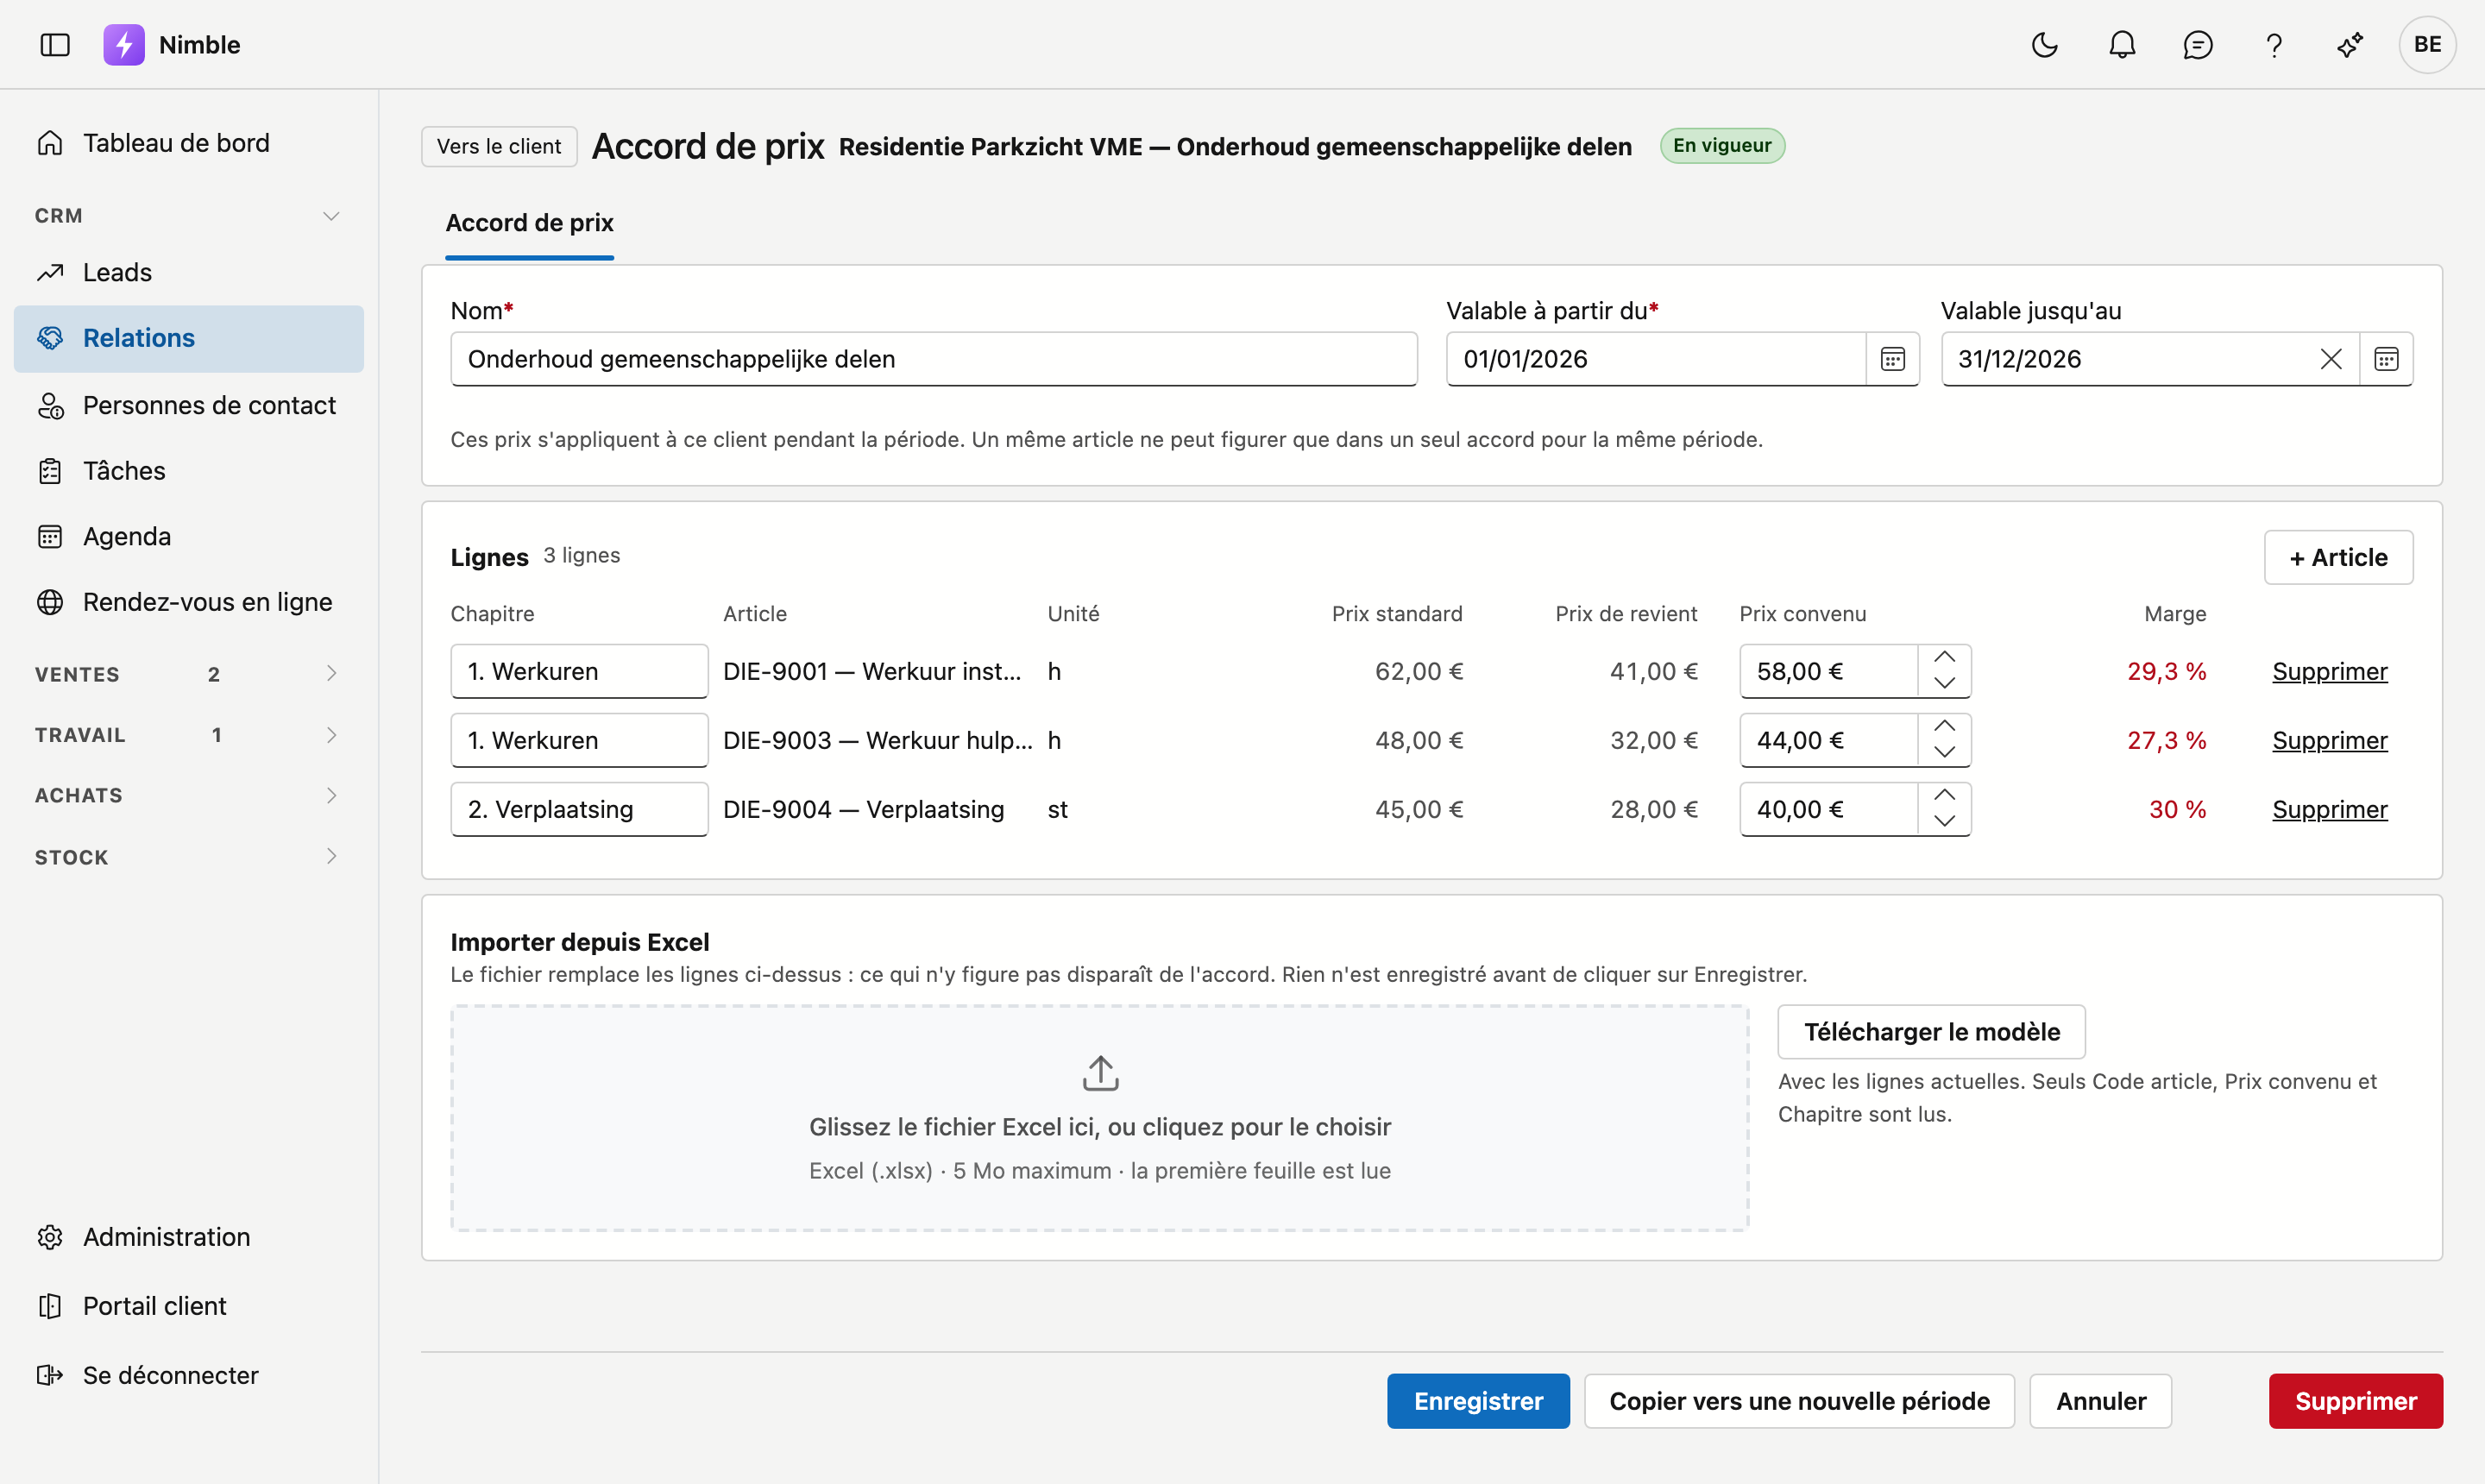 Nimble
BE
Tableau de bord
CRM
Leads
Relations
Personnes de contact
Tâches
Agenda
Rendez-vous en ligne
VENTES 2
TRAVAIL 1
ACHATS
STOCK
Administration
Portail client
Se déconnecter
Vers le client Accord de prix Residentie Parkzicht VME — Onderhoud gemeenschappelijke delen En vigueur
Accord de prix
Nom* Valable à partir du* Valable jusqu'au
Onderhoud gemeenschappelijke delen 01/01/2026 31/12/2026
Ces prix s'appliquent à ce client pendant la période. Un même article ne peut figurer que dans un seul accord pour la même période.
Lignes 3 lignes + Article
Chapitre Article Unité Prix standard Prix de revient Prix convenu Marge
1. Werkuren DIE-9001 — Werkuur inst... h 62,00 € 41,00 € 58,00 € 29,3 % Supprimer
1. Werkuren DIE-9003 — Werkuur hulp... h 48,00 € 32,00 € 44,00 € 27,3 % Supprimer
2. Verplaatsing DIE-9004 — Verplaatsing st 45,00 € 28,00 € 40,00 € 30 % Supprimer
Importer depuis Excel
Le fichier remplace les lignes ci-dessus : ce qui n'y figure pas disparaît de l'accord. Rien n'est enregistré avant de cliquer sur Enregistrer.
Glissez le fichier Excel ici, ou cliquez pour le choisir
Excel (.xlsx) · 5 Mo maximum · la première feuille est lue
Télécharger le modèle
Avec les lignes actuelles. Seuls Code article, Prix convenu et
Chapitre sont lus.
Enregistrer Copier vers une nouvelle période Annuler Supprimer